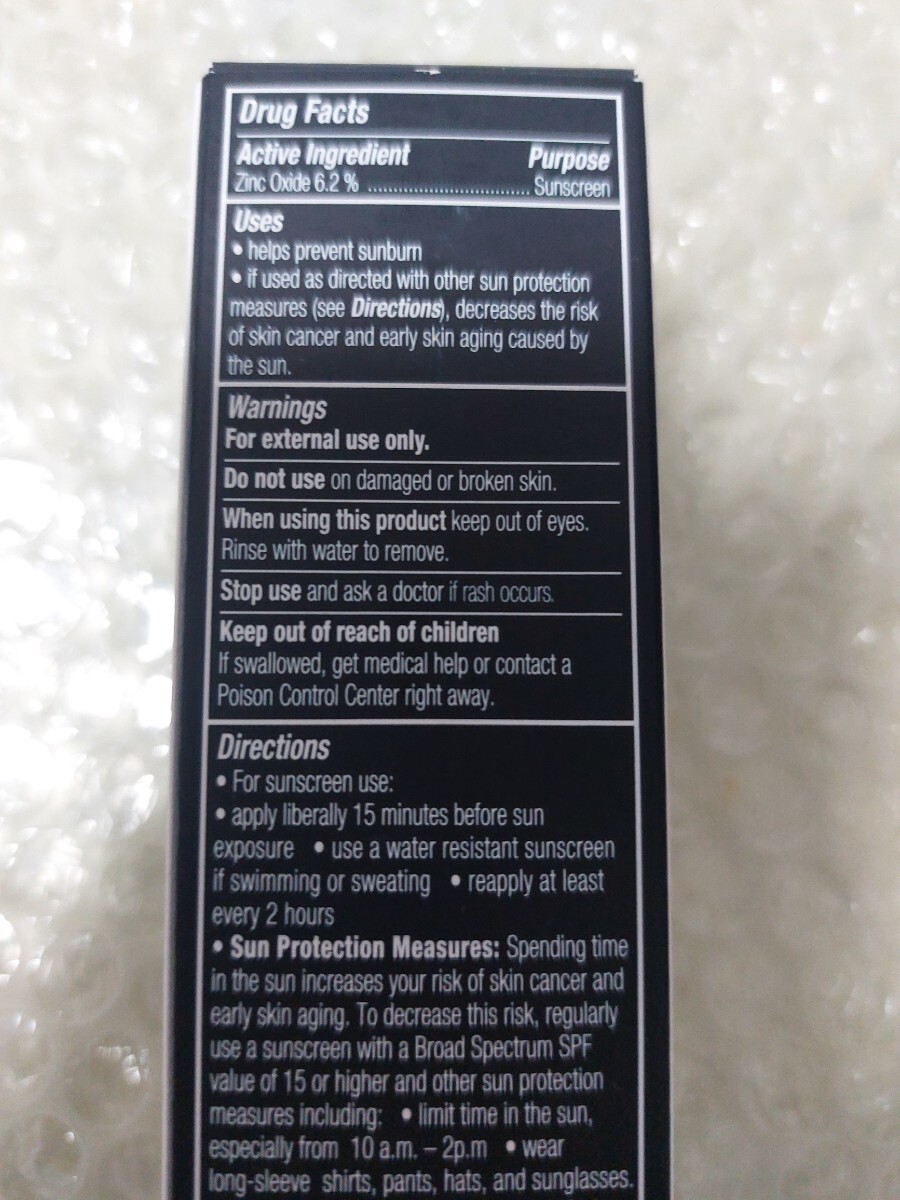 Drug Facts
Active Ingredient Purpose
Zinc Oxide 6.2 % .............................. Sunscreen
Uses
• helps prevent sunburn
• if used as directed with other sun protection
measures (see Directions), decreases the risk
of skin cancer and early skin aging caused by
the sun.
Warnings
For external use only.
Do not use on damaged or broken skin.
When using this product keep out of eyes.
Rinse with water to remove.
Stop use and ask a doctor if rash occurs.
Keep out of reach of children
If swallowed, get medical help or contact a
Poison Control Center right away.
Directions
• For sunscreen use:
• apply liberally 15 minutes before sun
exposure • use a water resistant sunscreen
if swimming or sweating • reapply at least
every 2 hours
• Sun Protection Measures: Spending time
in the sun increases your risk of skin cancer and
early skin aging. To decrease this risk, regularly
use a sunscreen with a Broad Spectrum SPF
value of 15 or higher and other sun protection
measures including: • limit time in the sun,
especially from 10 a.m. – 2p.m • wear
long-sleeve shirts, pants, hats, and sunglasses.